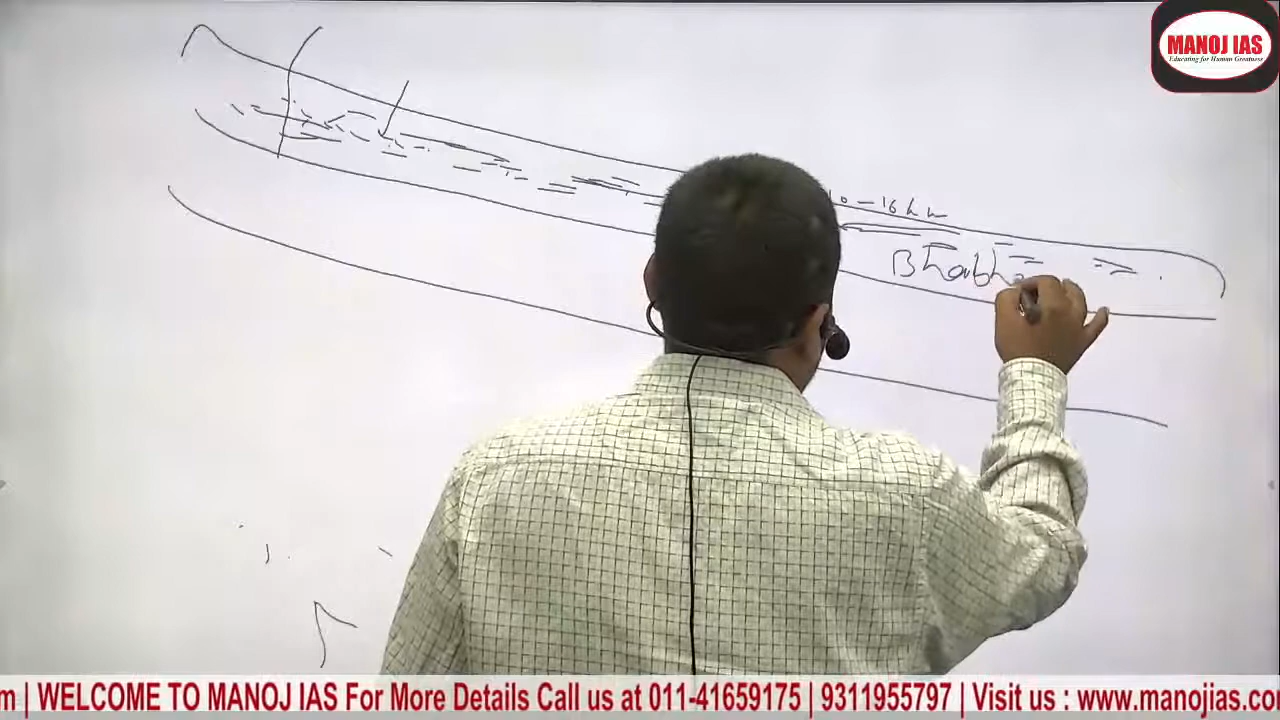 MANOJ IAS
Educating for Human Greatness
10-16 km
Bhabha
m | WELCOME TO MANOJ IAS For More Details Call us at 011-41659175 | 9311955797 | Visit us : www.manojias.co